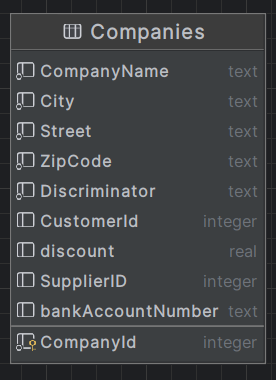 Companies
CompanyName text
City text
Street text
ZipCode text
Discriminator text
CustomerId integer
discount real
SupplierID integer
bankAccountNumber text
CompanyId integer